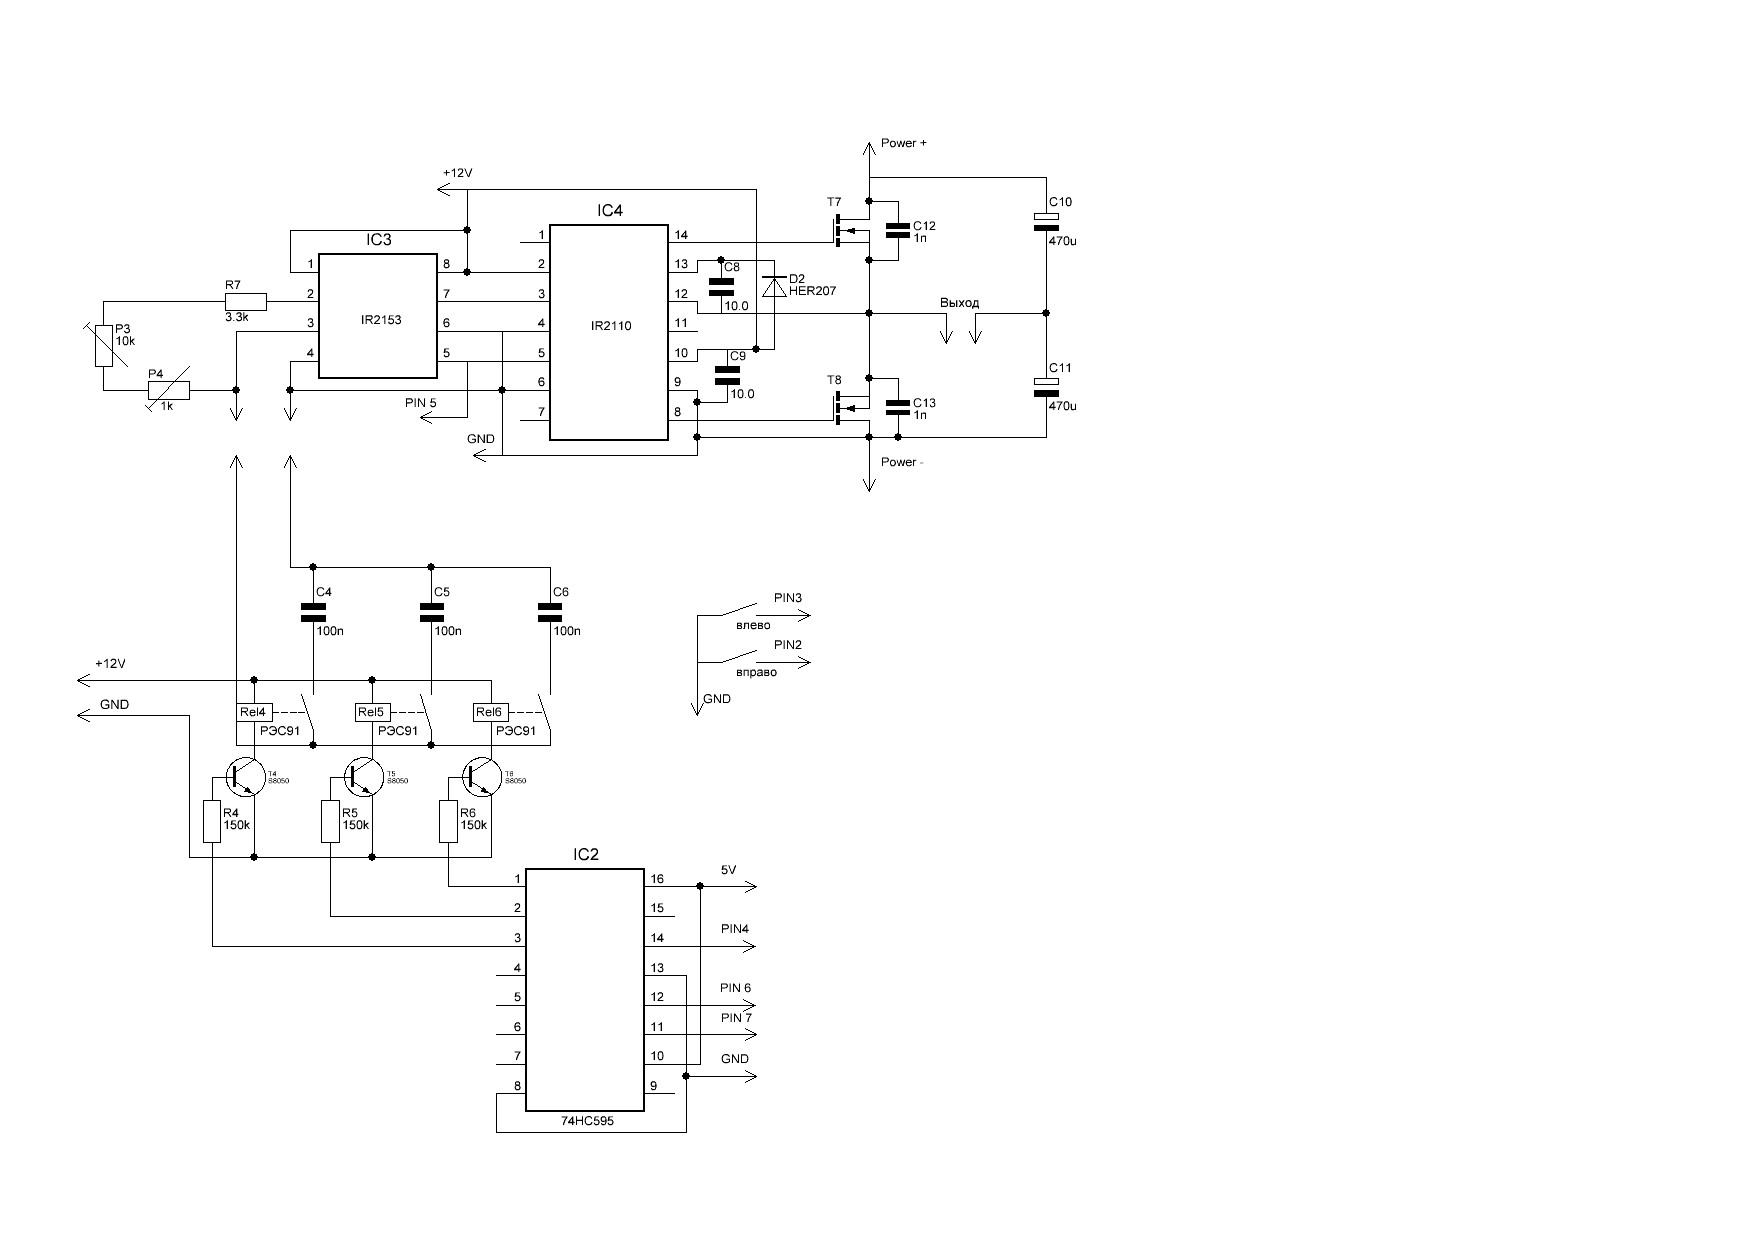 Power +
+12V
T7
C10
IC4
C12
1n
470u
IC3
1
14
1
8
2
13
C8
D2
HER207
R7
3.3k
2
7
3
12
10.0
Выход
IR2153
IR2110
P3
10k
3
6
4
11
4
5
5
10
C9
10.0
C11
470u
P4
1k
6
9
T8
C13
1n
PIN 5
7
8
GND
Power -
C4
100n
C5
100n
C6
100n
PIN3
влево
PIN2
вправо
GND
+12V
GND
Rel4
Rel5
Rel6
РЭС91
РЭС91
РЭС91
T4
S8050
T5
S8050
T6
S8050
R4
150k
R5
150k
R6
150k
IC2
1
16
5V
2
15
3
14
PIN4
4
13
5
12
PIN 6
6
11
PIN 7
7
10
GND
8
9
74HC595